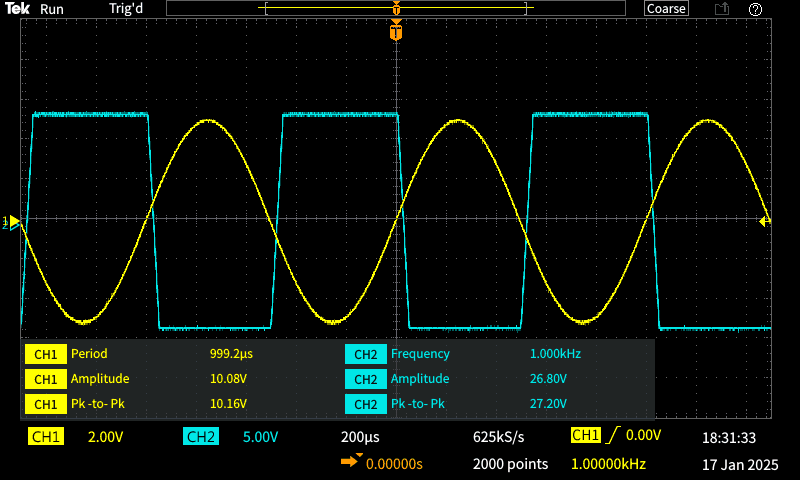 Tek Run Trig'd T Coarse ?
T
1
2
CH1 Period 999.2µs CH2 Frequency 1.000kHz
CH1 Amplitude 10.08V CH2 Amplitude 26.80V
CH1 Pk -to- Pk 10.16V CH2 Pk -to- Pk 27.20V
CH1 2.00V CH2 5.00V 200µs 625kS/s CH1 0.00V 18:31:33
0.00000s 2000 points 1.00000kHz 17 Jan 2025